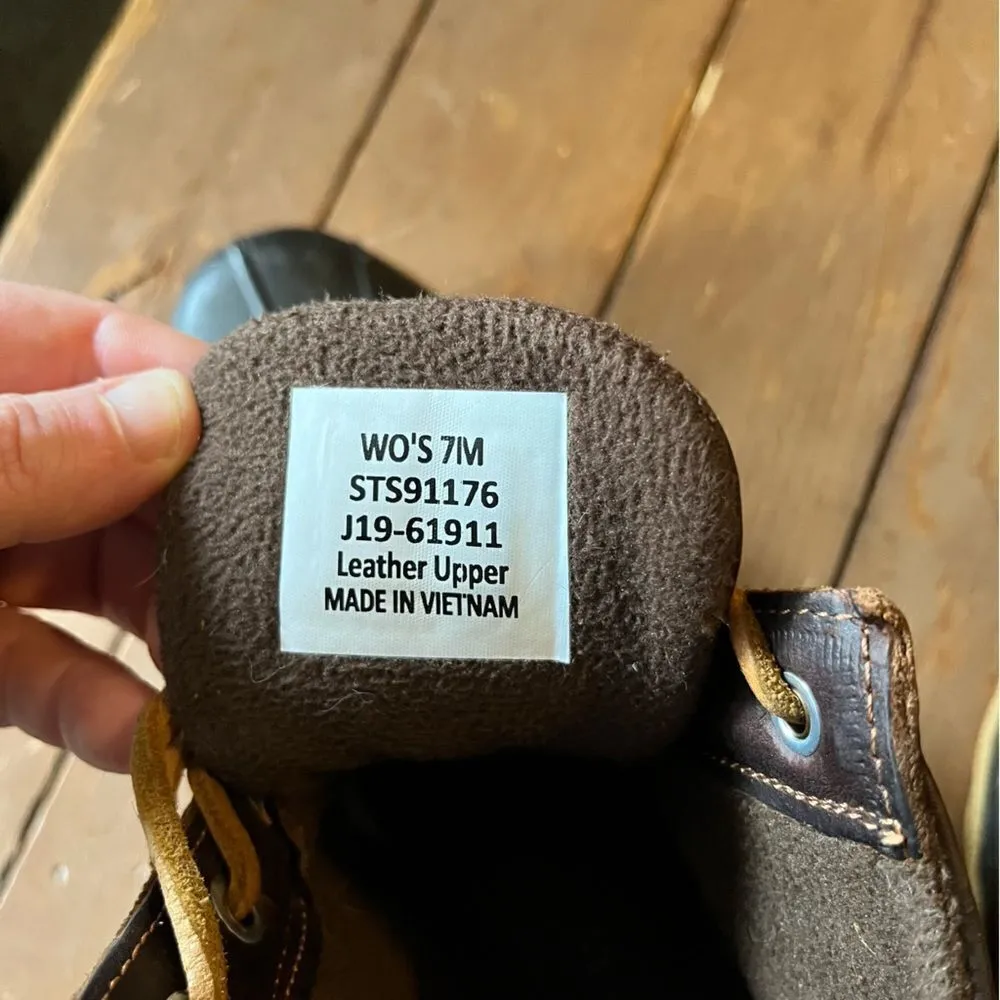 WO'S 7M
STS91176
J19-61911
Leather Upper
MADE IN VIETNAM